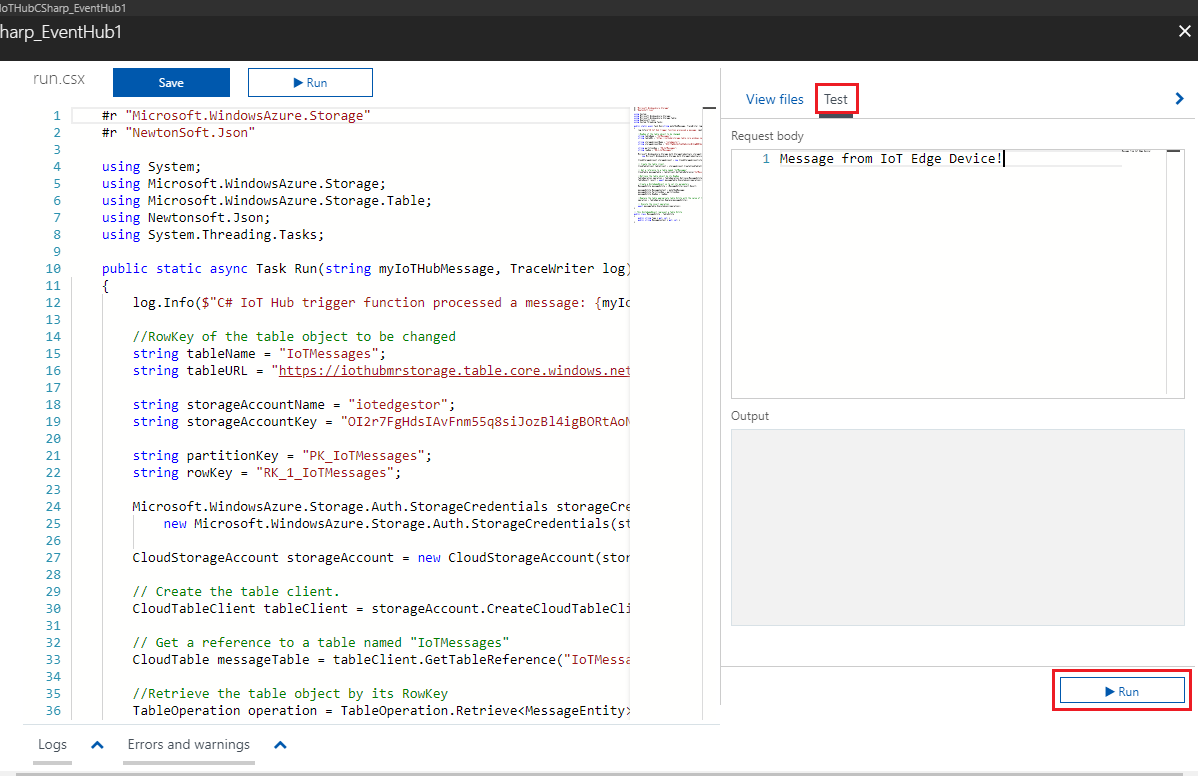 IoTHubCSharp_EventHub1
harp_EventHub1
run.csx
Save
Run
1 #r "Microsoft.WindowsAzure.Storage"
2 #r "NewtonSoft.Json"
3
4 using System;
5 using Microsoft.WindowsAzure.Storage;
6 using Microsoft.WindowsAzure.Storage.Table;
7 using Newtonsoft.Json;
8 using System.Threading.Tasks;
9
10 public static async Task Run(string myIoTHubMessage, TraceWriter log)
11 {
12 log.Info($"C# IoT Hub trigger function processed a message: {myIo
13
14 //RowKey of the table object to be changed
15 string tableName = "IoTMessages";
16 string tableURL = "https://iothubmrstorage.table.core.windows.net
17
18 string storageAccountName = "iotedgestor";
19 string storageAccountKey = "OI2r7FgHdsIAvFnm55q8siJozBl4igBORtAoM
20
21 string partitionKey = "PK_IoTMessages";
22 string rowKey = "RK_1_IoTMessages";
23
24 Microsoft.WindowsAzure.Storage.Auth.StorageCredentials storageCre
25 new Microsoft.WindowsAzure.Storage.Auth.StorageCredentials(st
26
27 CloudStorageAccount storageAccount = new CloudStorageAccount(stor
28
29 // Create the table client.
30 CloudTableClient tableClient = storageAccount.CreateCloudTableCli
31
32 // Get a reference to a table named "IoTMessages"
33 CloudTable messageTable = tableClient.GetTableReference("IoTMessa
34
35 //Retrieve the table object by its RowKey
36 TableOperation operation = TableOperation.Retrieve<MessageEntity>
Logs
Errors and warnings
View files
Test
Request body
1 Message from IoT Edge Device!
Output
Run